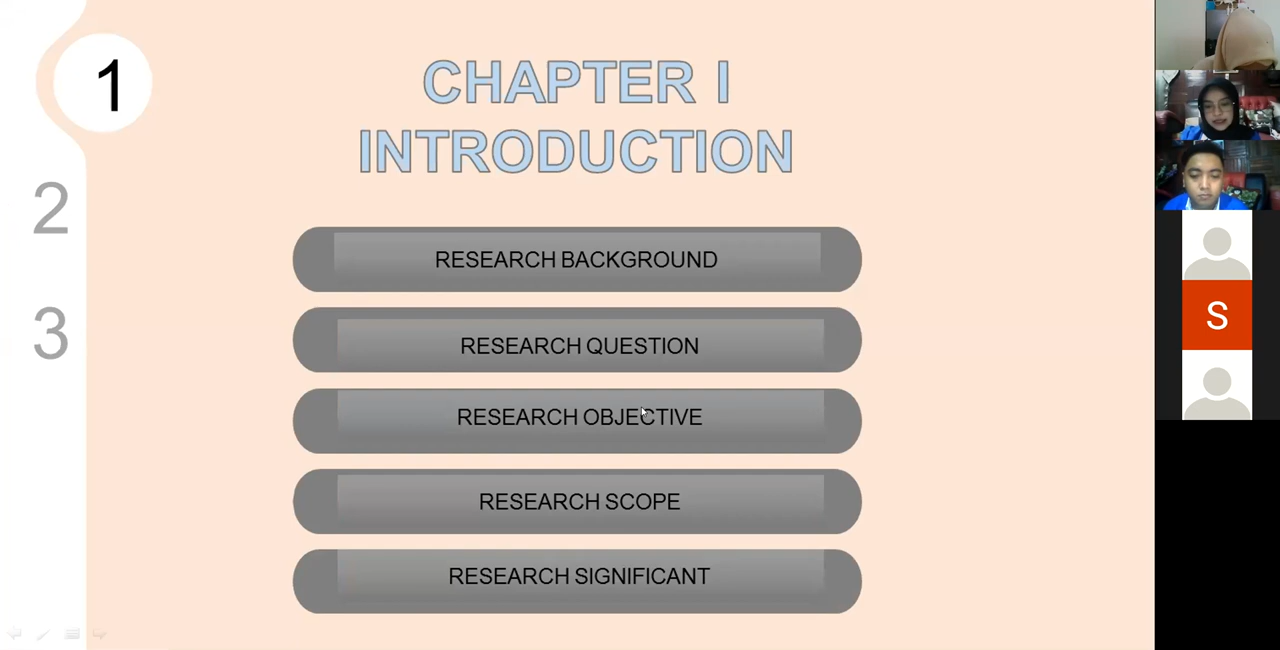 1
CHAPTER I
INTRODUCTION
2
3
RESEARCH BACKGROUND
RESEARCH QUESTION
RESEARCH OBJECTIVE
RESEARCH SCOPE
RESEARCH SIGNIFICANT
S